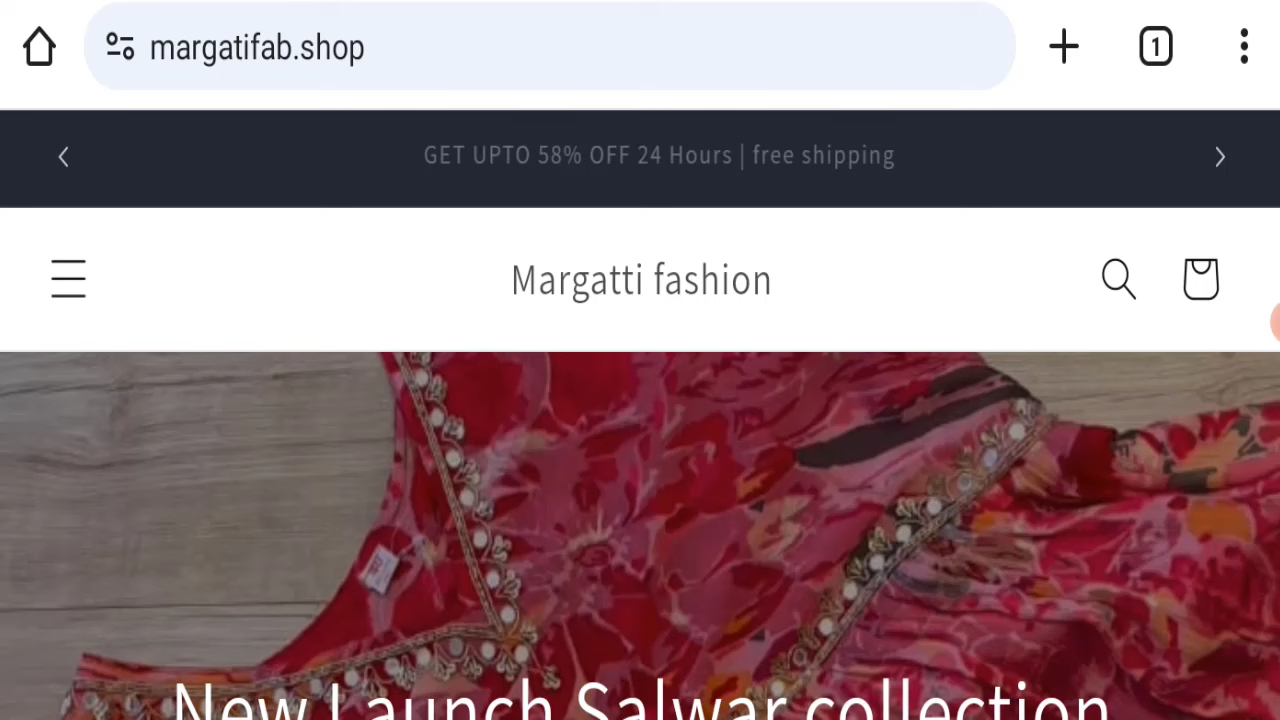 margatifab.shop
1
GET UPTO 58% OFF 24 Hours | free shipping
Margatti fashion
New Launch Salwar collection